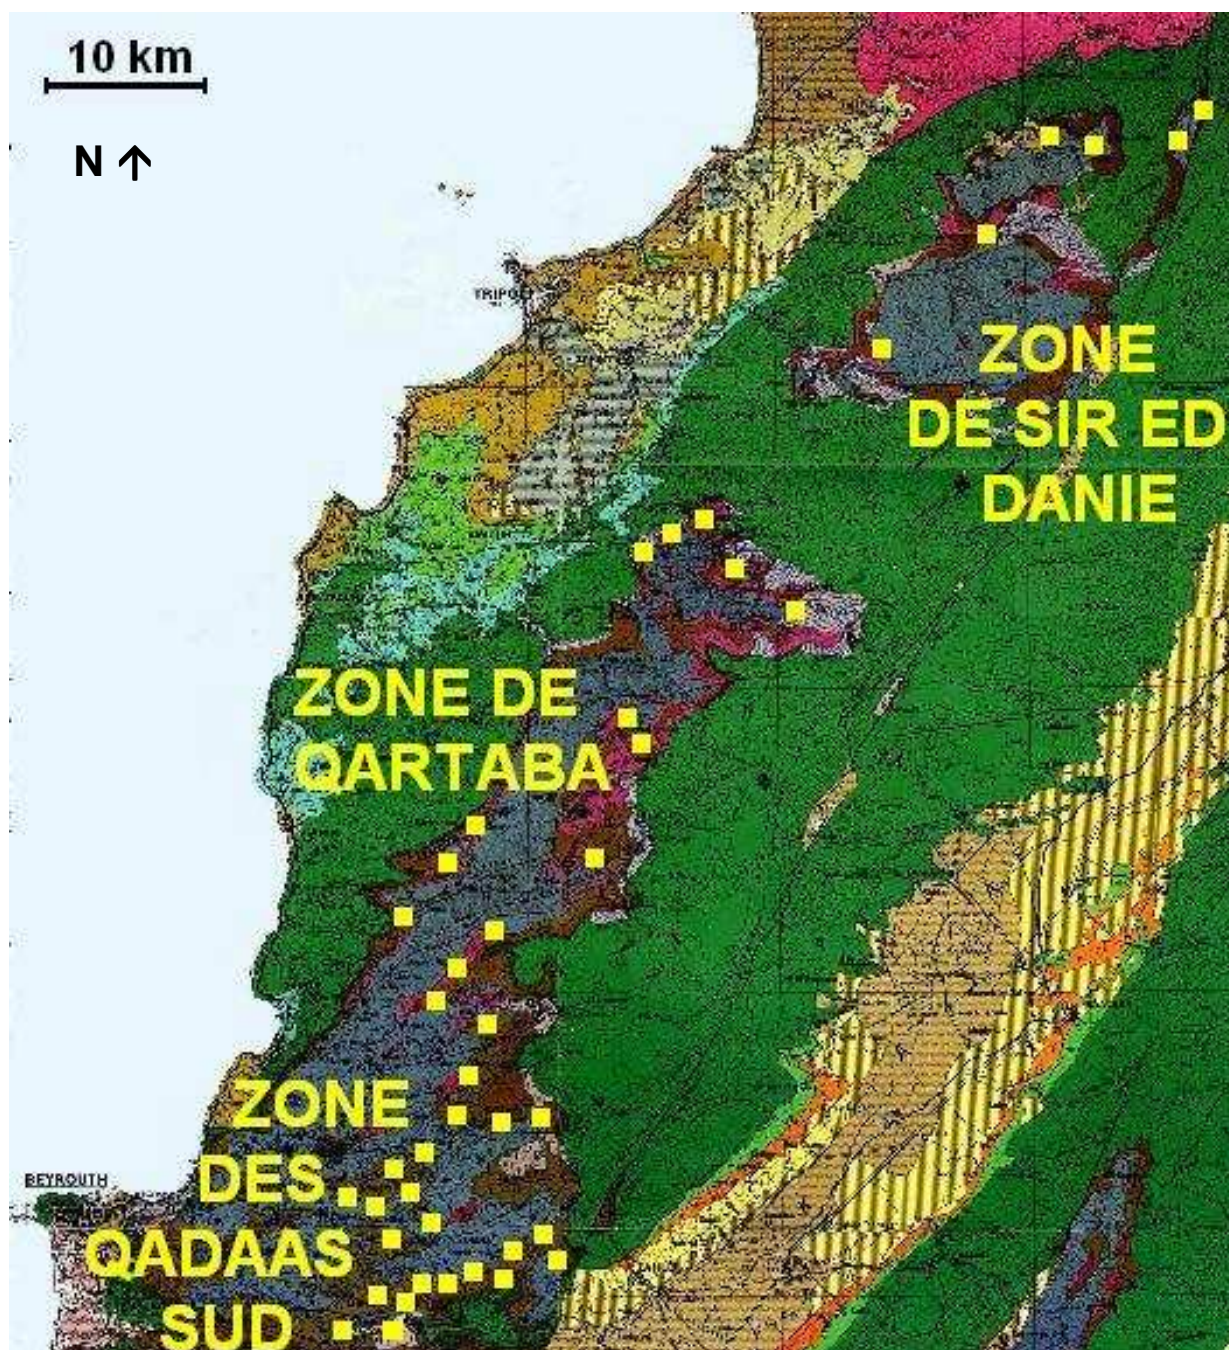 10 km
N ↑
TRIPOLI
ZONE
DE SIR ED
DANIE
ZONE DE
QARTABA
ZONE
DES
BEYROUTH
QADAAS
SUD